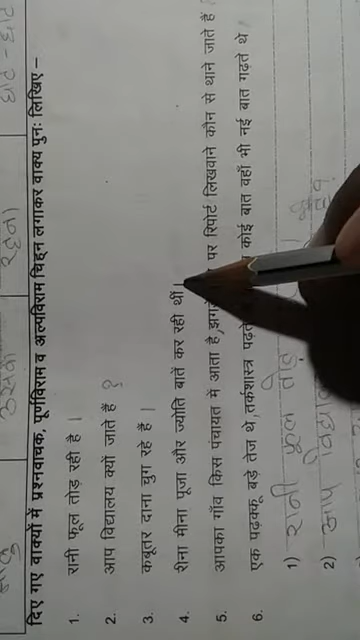 रटना
घाट - घाट
दिए गए वाक्यों में प्रश्नवाचक, पूर्णविराम व अल्पविराम चिह्न लगाकर वाक्य पुनः लिखिए –
1. रानी फूल तोड़ रही है ।
2. आप विद्यालय क्यों जाते हैं ?
3. कबूतर दाना चुग रहे हैं ।
4. रीना मीना पूजा और ज्योति बातें कर रही थीं।
5. आपका गाँव किस पंचायत में आता है, पर रिपोर्ट लिखवाने कौन से थाने जाते हैं
6. एक पढ़क्कू बड़े तेज थे, तर्कशास्त्र पढ़ते कोई बात वहाँ भी नई बात गढ़ते थे
1) रानी फूल तोड़
2) आप विद्यालय